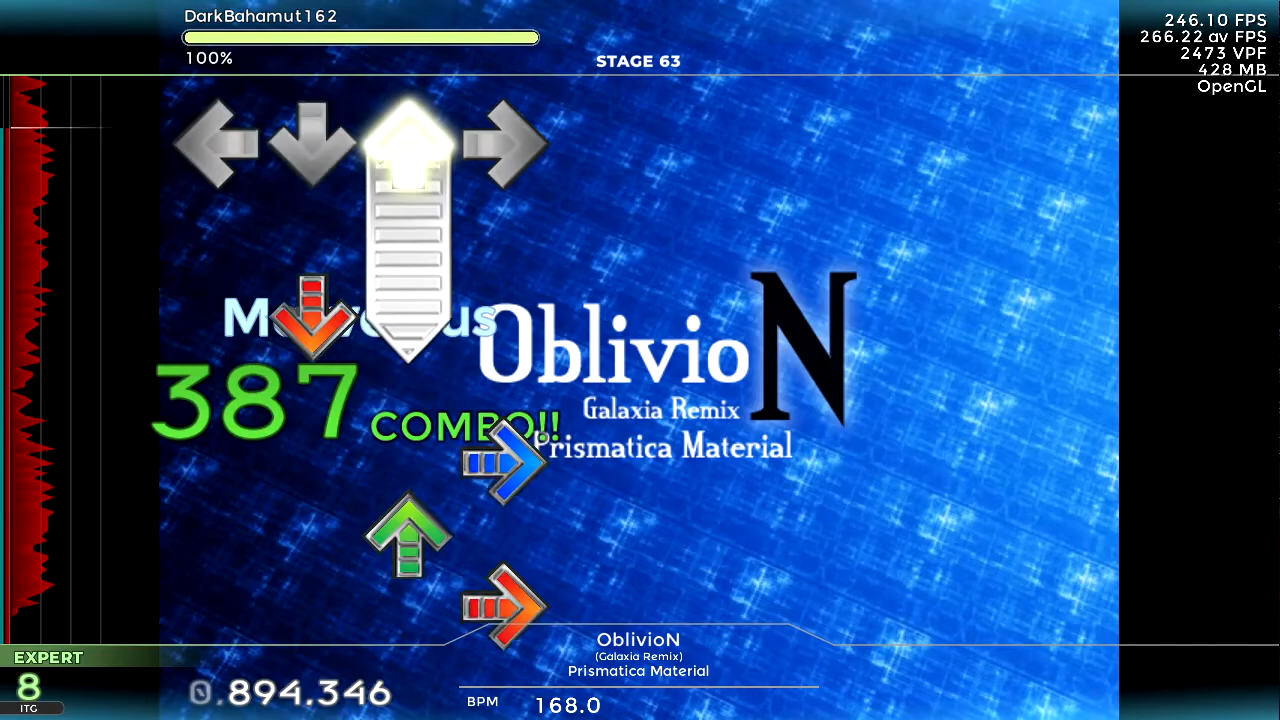 DarkBahamut162
100%
STAGE 63
246.10 FPS
266.22 av FPS
2473 VPF
428 MB
OpenGL
387 COMBO!!
OblivioN
Galaxia Remix
Prismatica Material
OblivioN
(Galaxia Remix)
Prismatica Material
EXPERT
8
ITG
0,894,346
BPM 168.0